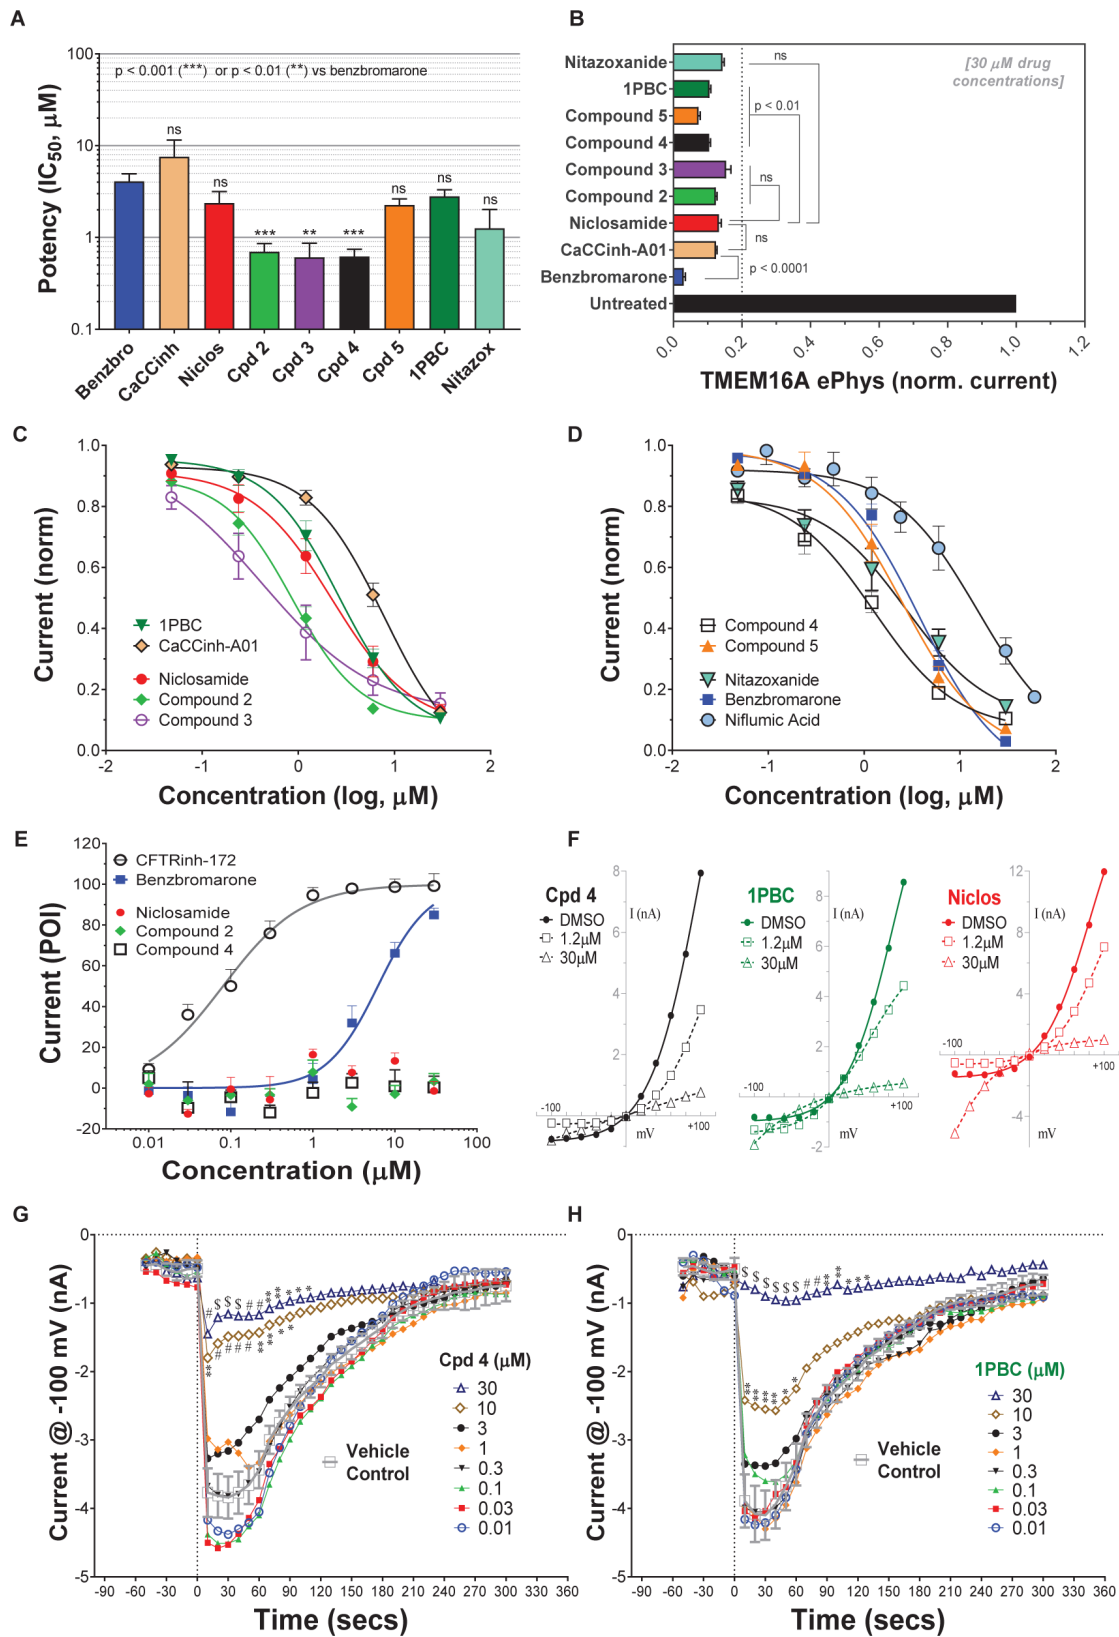 A
p < 0.001 (***) or p < 0.01 (**) vs benzbromarone
Potency (IC50, μM)
100
10
1
0.1
ns
ns
***
**
***
ns
ns
ns
Benzbro
CaCCinh
Niclos
Cpd 2
Cpd 3
Cpd 4
Cpd 5
1PBC
Nitazox
B
[30 μM drug
concentrations]
Nitazoxanide
1PBC
Compound 5
Compound 4
Compound 3
Compound 2
Niclosamide
CaCCinh-A01
Benzbromarone
Untreated
ns
p < 0.01
ns
ns
p < 0.0001
0.0
0.2
0.4
0.6
0.8
1.0
1.2
TMEM16A ePhys (norm. current)
C
Current (norm)
1.0
0.8
0.6
0.4
0.2
0.0
1PBC
CaCCinh-A01
Niclosamide
Compound 2
Compound 3
-2
-1
0
1
2
Concentration (log, μM)
D
Current (norm)
1.0
0.8
0.6
0.4
0.2
0.0
Compound 4
Compound 5
Nitazoxanide
Benzbromarone
Niflumic Acid
-2
-1
0
1
2
Concentration (log, μM)
E
Current (POI)
120
100
80
60
40
20
0
-20
CFTRinh-172
Benzbromarone
Niclosamide
Compound 2
Compound 4
0.01
0.1
1
10
100
Concentration (μM)
F
Cpd 4
DMSO
1.2μM
30μM
8
I (nA)
6
4
2
-100
+100
mV
1PBC
DMSO
1.2μM
30μM
8
I (nA)
6
4
2
-2
-100
+100
mV
Niclos
DMSO
1.2μM
30μM
12
I (nA)
8
4
-4
-100
+100
mV
G
Current @ -100 mV (nA)
0
-1
-2
-3
-4
-5
# $ $ $ # # ** ** ** * * *
** # # # # ** ** ** * *
Cpd 4 (μM)
30
10
3
1
0.3
0.1
0.03
0.01
Vehicle
Control
-90
-60
-30
0
30
60
90
120
150
180
210
240
270
300
330
360
Time (secs)
H
Current @ -100 mV (nA)
0
-1
-2
-3
-4
-5
$ $ $ $ $ $ # # ** ** * * *
** ** ** ** * *
1PBC (μM)
30
10
3
1
0.3
0.1
0.03
0.01
Vehicle
Control
-90
-60
-30
0
30
60
90
120
150
180
210
240
270
300
330
360
Time (secs)